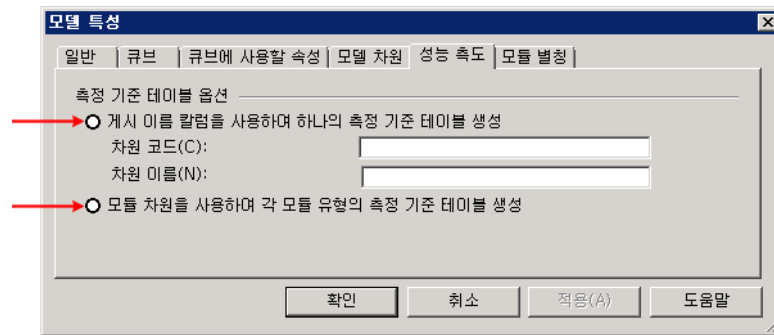 모델 특성
일반 큐브 큐브에 사용할 속성 모델 차원 성능 측도 모듈 별칭
측정 기준 테이블 옵션
게시 이름 칼럼을 사용하여 하나의 측정 기준 테이블 생성
차원 코드(C):
차원 이름(N):
모듈 차원을 사용하여 각 모듈 유형의 측정 기준 테이블 생성
확인 취소 적용(A) 도움말